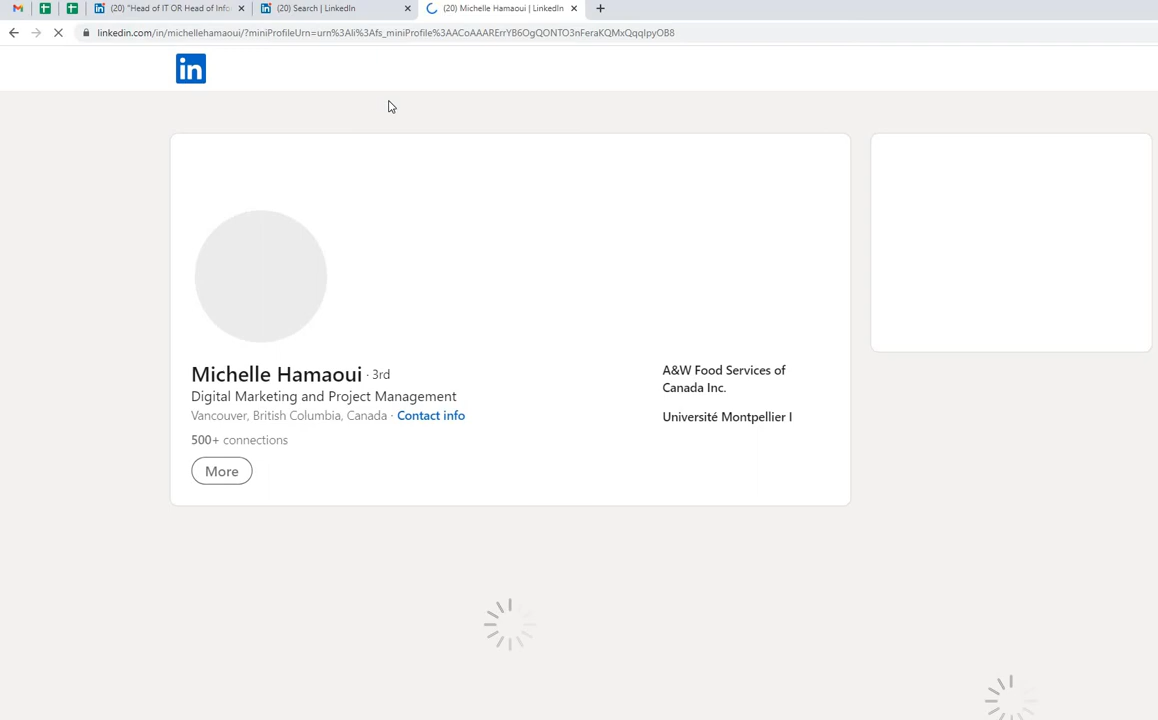 (20) "Head of IT OR Head of Info
(20) Search | LinkedIn
(20) Michelle Hamaoui | LinkedIn
linkedin.com/in/michellehamaoui/?miniProfileUrn=urn%3Ali%3Afs_miniProfile%3AACoAAARErrYB6OgQONTO3nFeraKQMxQqqIpyOB8
in
Michelle Hamaoui · 3rd
Digital Marketing and Project Management
Vancouver, British Columbia, Canada · Contact info
500+ connections
More
A&W Food Services of
Canada Inc.
Université Montpellier I